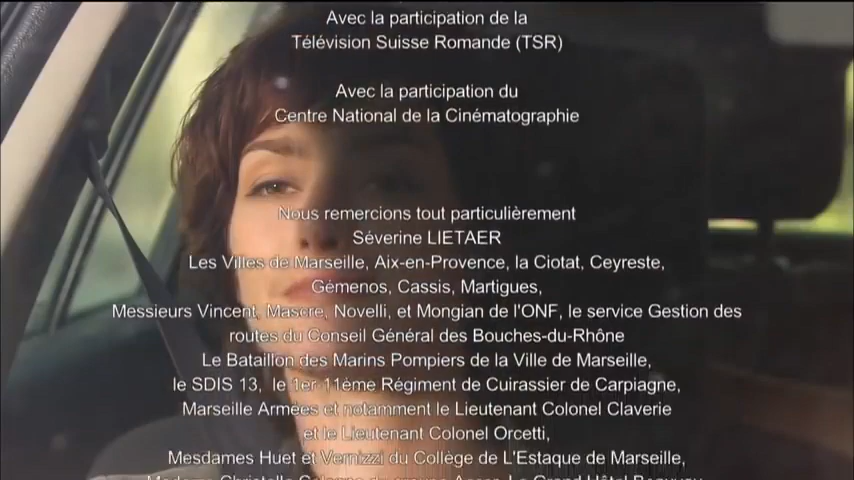 Avec la participation de la
Télévision Suisse Romande (TSR)
Avec la participation du
Centre National de la Cinématographie
Nous remercions tout particulièrement
Séverine LIETAER
Les Villes de Marseille, Aix-en-Provence, la Ciotat, Ceyreste,
Gémenos, Cassis, Martigues,
Messieurs Vincent, Mascre, Novelli, et Mongian de l'ONF, le service Gestion des
routes du Conseil Général des Bouches-du-Rhône
Le Bataillon des Marins Pompiers de la Ville de Marseille,
le SDIS 13, le 1er-11ème Régiment de Cuirassier de Carpiagne,
Marseille Armées et notamment le Lieutenant Colonel Claverie
et le Lieutenant Colonel Orcetti,
Mesdames Huet et Vernizzi du Collège de L'Estaque de Marseille,